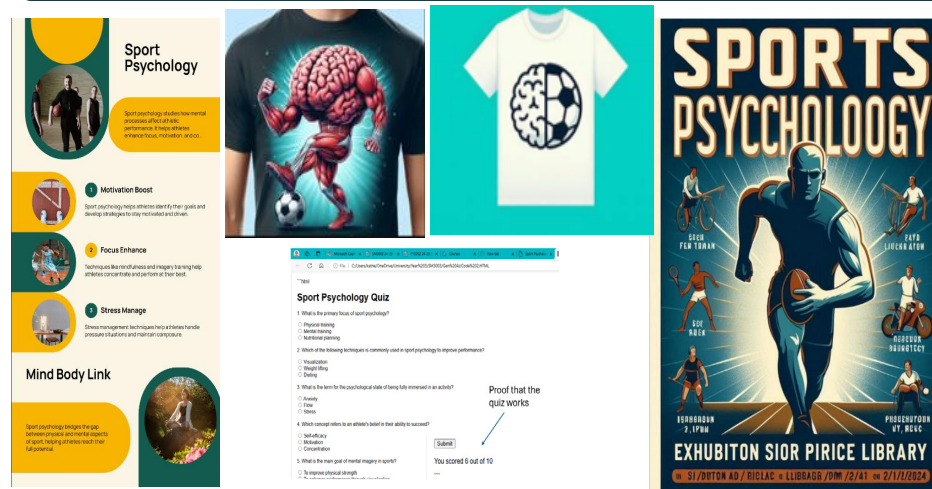 Sport
Psychology
Sport psychology studies how mental
processes affect athletic
performance. It helps athletes
enhance focus, motivation, and co...
1 Motivation Boost
Sport psychology helps athletes identify their goals and
develop strategies to stay motivated and driven.
2 Focus Enhance
Techniques like mindfulness and imagery training help
athletes concentrate and perform at their best.
3 Stress Manage
Stress management techniques help athletes handle
pressure situations and maintain composure.
Mind Body Link
Sport psychology bridges the gap
between physical and mental aspects
of sport, helping athletes reach their
full potential.
Sport Psychology Quiz
1. What is the primary focus of sport psychology?
Physical training
Mental training
Nutritional planning
2. Which of the following techniques is commonly used in sport psychology to improve performance?
Visualization
Weight lifting
Dieting
3. What is the term for the psychological state of being fully immersed in an activity?
Anxiety
Flow
Stress
4. Which concept refers to an athlete's belief in their ability to succeed?
Self-efficacy
Motivation
Concentration
5. What is the main goal of mental imagery in sports?
To improve physical strength
Submit
You scored 6 out of 10
Proof that the
quiz works
SPORTS
PSYCCHOLOOGY
EXHUBITON SIOR PIRICE LIBRARY